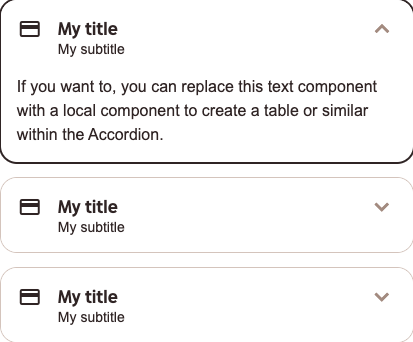 My title
My subtitle
If you want to, you can replace this text component
with a local component to create a table or similar
within the Accordion.
My title
My subtitle
My title
My subtitle